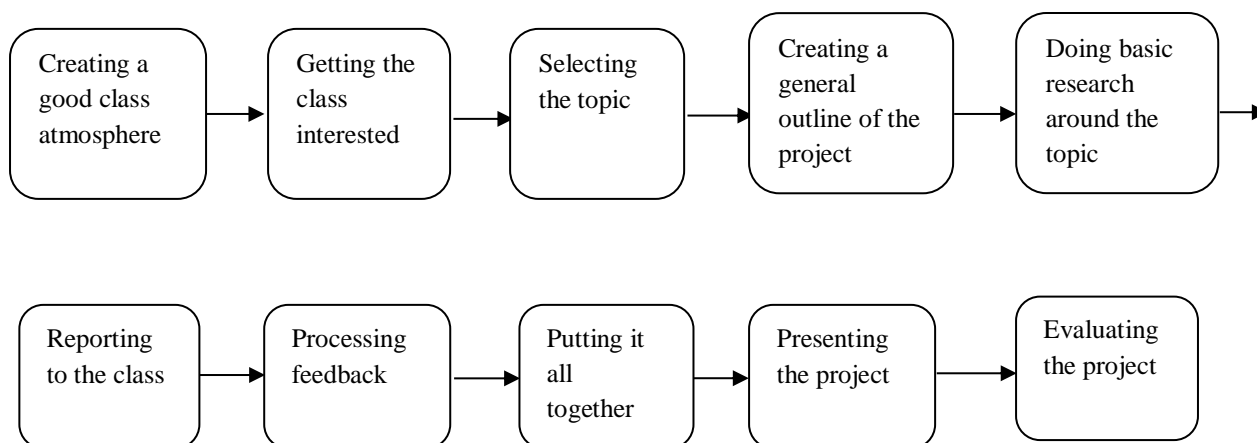 Creating a
good class
atmosphere
Getting the
class
interested
Selecting
the topic
Creating a
general
outline of the
project
Doing basic
research
around the
topic
Reporting
to the class
Processing
feedback
Putting it
all
together
Presenting
the project
Evaluating
the project